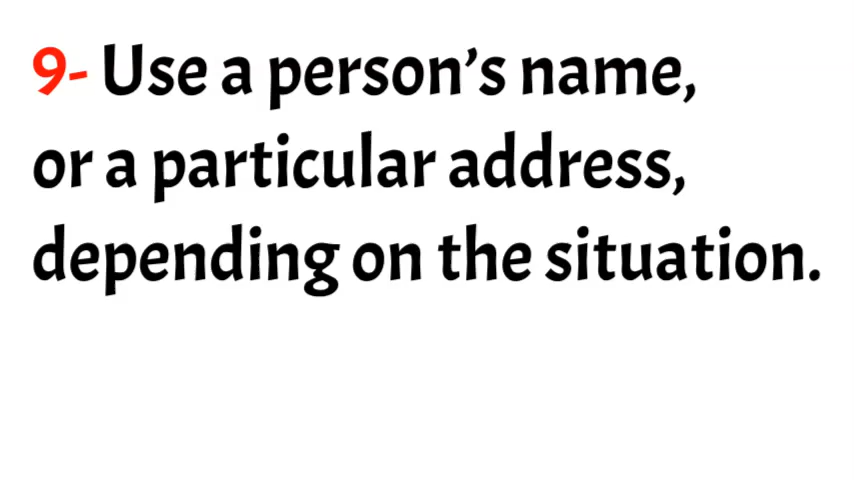 9- Use a person’s name,
or a particular address,
depending on the situation.